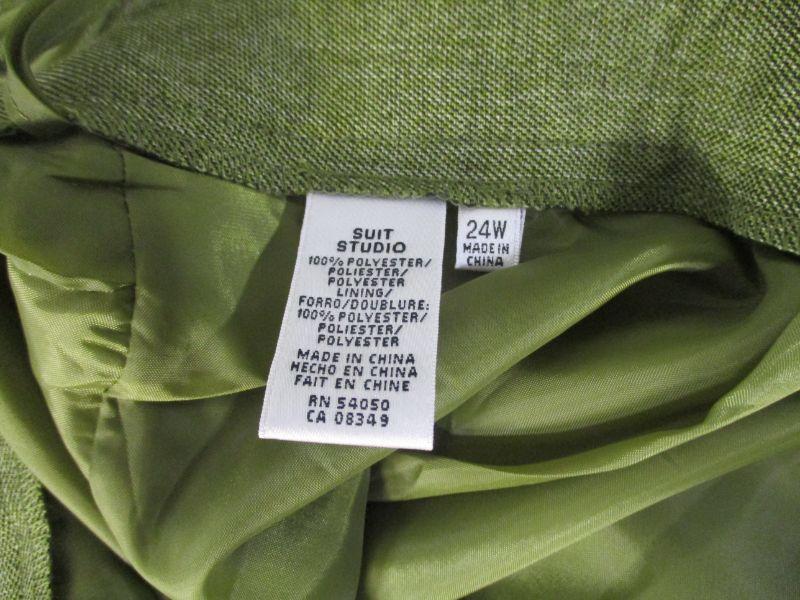 SUIT
STUDIO
100% POLYESTER/
POLIESTER/
POLYESTER
LINING/
FORRO/DOUBLURE:
100% POLYESTER/
POLIESTER/
POLYESTER
MADE IN CHINA
HECHO EN CHINA
FAIT EN CHINE
RN 54050
CA 08349
24W
MADE IN
CHINA